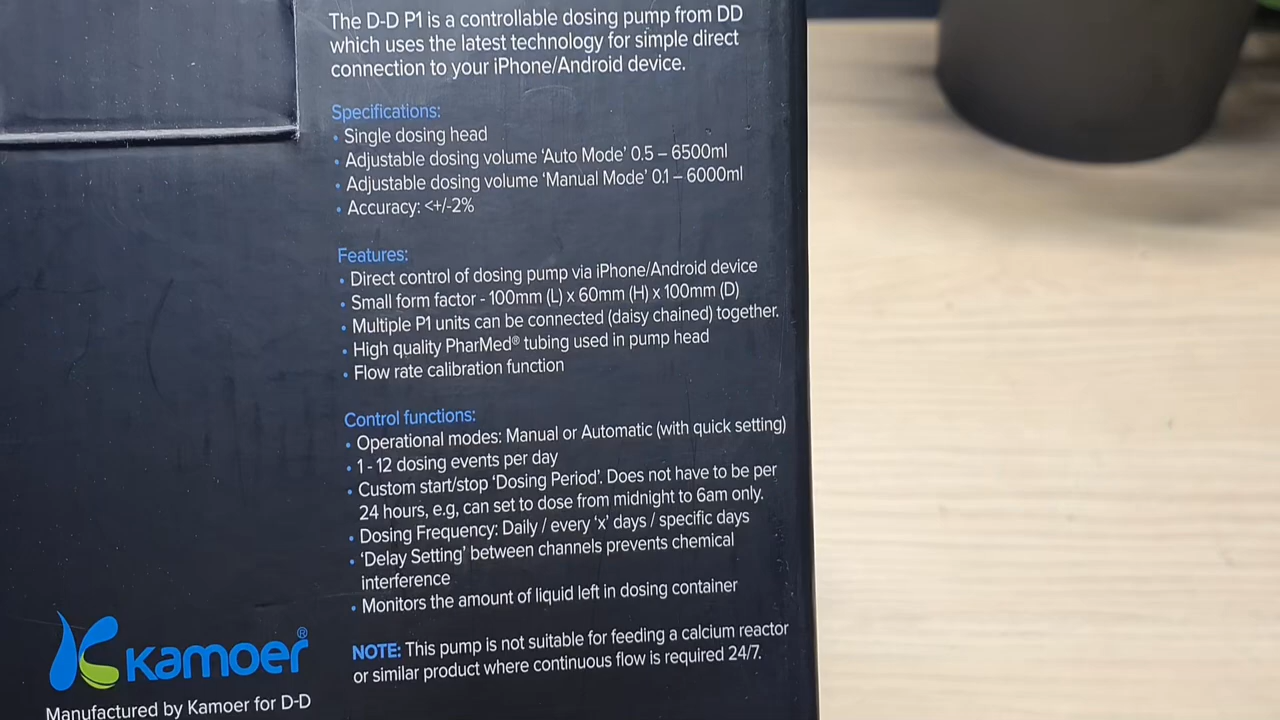 The D-D P1 is a controllable dosing pump from DD
which uses the latest technology for simple direct
connection to your iPhone/Android device.
Specifications:
• Single dosing head
• Adjustable dosing volume ‘Auto Mode’ 0.5 – 6500ml
• Adjustable dosing volume ‘Manual Mode’ 0.1 – 6000ml
• Accuracy: <+/-2%
Features:
• Direct control of dosing pump via iPhone/Android device
• Small form factor - 100mm (L) x 60mm (H) x 100mm (D)
• Multiple P1 units can be connected (daisy chained) together.
• High quality PharMed® tubing used in pump head
• Flow rate calibration function
Control functions:
• Operational modes: Manual or Automatic (with quick setting)
• 1 - 12 dosing events per day
• Custom start/stop ‘Dosing Period’. Does not have to be per
24 hours, e.g, can set to dose from midnight to 6am only.
• Dosing Frequency: Daily / every ‘x’ days / specific days
• ‘Delay Setting’ between channels prevents chemical
interference
• Monitors the amount of liquid left in dosing container
NOTE: This pump is not suitable for feeding a calcium reactor
or similar product where continuous flow is required 24/7.
Kamoer®
Manufactured by Kamoer for D-D